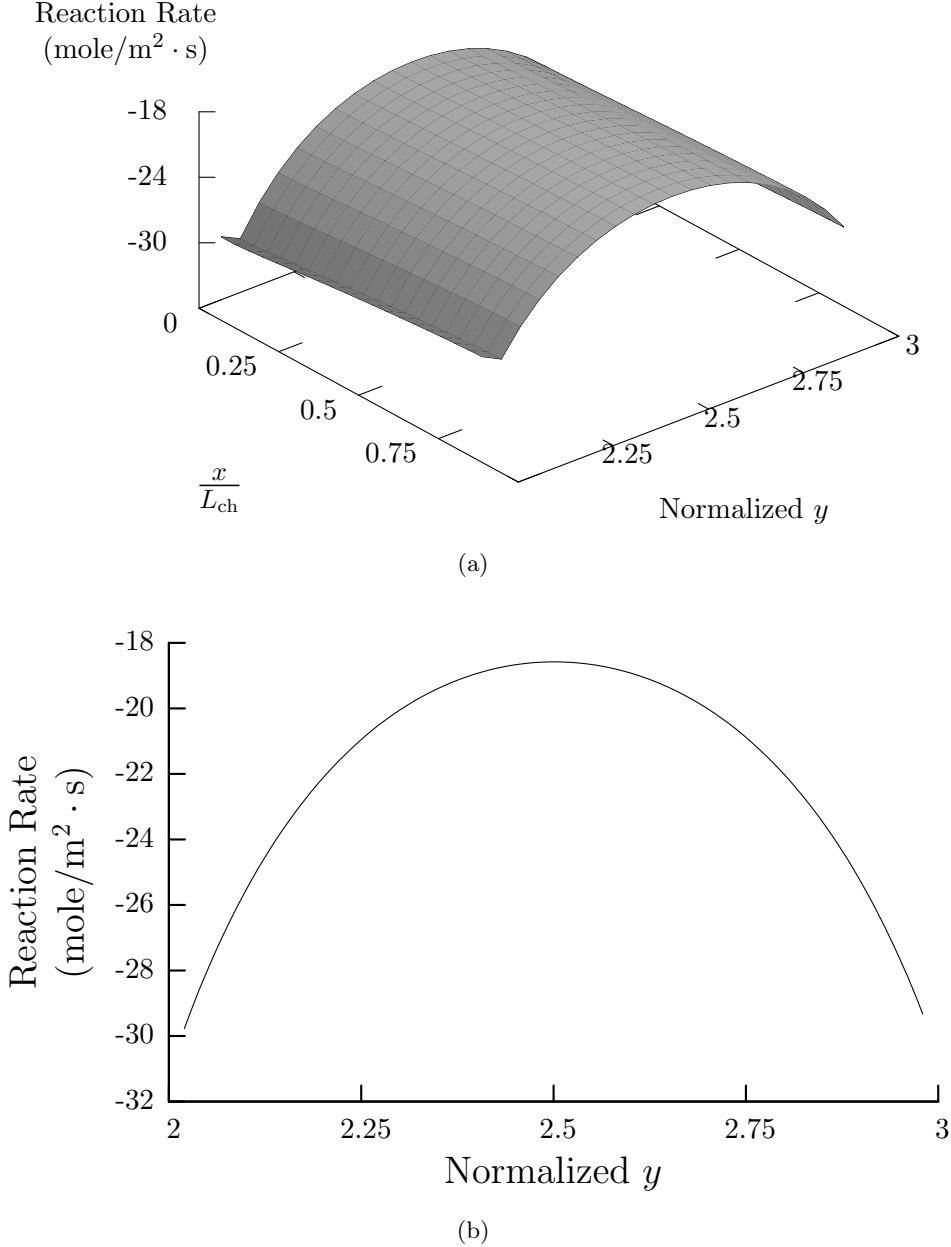 Reaction Rate
(mole/m² · s)
-18
-24
-30
0
0.25
0.5
0.75
x
L_ch
3
2.75
2.5
2.25
Normalized y
(a)
-18
-20
-22
-24
-26
-28
-30
-32
Reaction Rate
(mole/m² · s)
2
2.25
2.5
2.75
3
Normalized y
(b)